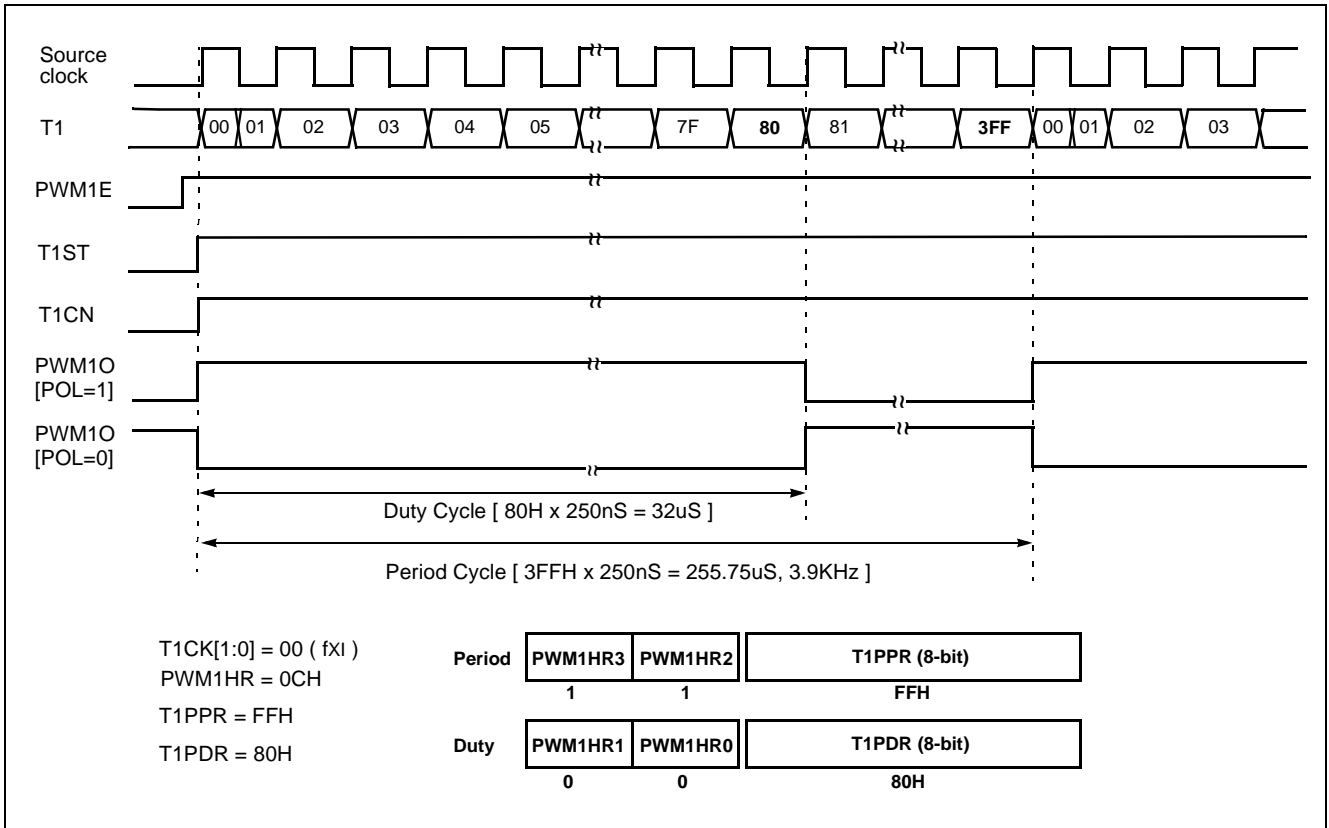 Source
clock
T1 00 01 02 03 04 05 7F 80 81 3FF 00 01 02 03
PWM1E
T1ST
T1CN
PWM1O
[POL=1]
PWM1O
[POL=0]
Duty Cycle [ 80H x 250nS = 32uS ]
Period Cycle [ 3FFH x 250nS = 255.75uS, 3.9KHz ]
T1CK[1:0] = 00 ( fXI )
PWM1HR = 0CH
T1PPR = FFH
T1PDR = 80H
Period PWM1HR3 PWM1HR2 T1PPR (8-bit)
1 1 FFH
Duty PWM1HR1 PWM1HR0 T1PDR (8-bit)
0 0 80H